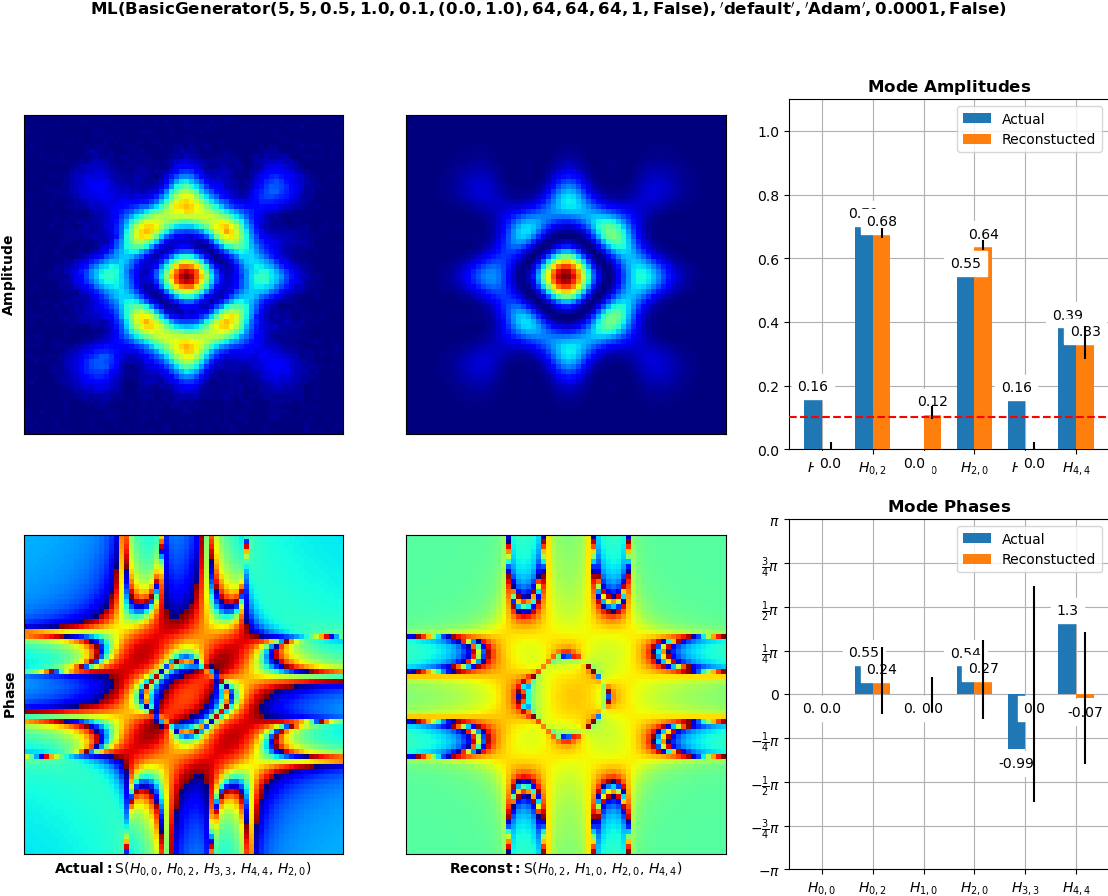 ML(BasicGenerator(5, 5, 0.5, 1.0, 0.1, (0.0, 1.0), 64, 64, 64, 1, False), 'default', 'Adam', 0.0001, False)
Mode Amplitudes
Actual
Reconstucted
1.0
0.8
0.6
0.4
0.2
0.0
0.16
0.68
0.12
0.55
0.64
0.16
0.39
0.33
0.0
0.0
0.0
H0,2
H2,0
H4,4
Amplitude
Mode Phases
Actual
Reconstucted
π
3/4π
1/2π
1/4π
0
−1/4π
−1/2π
−3/4π
−π
0.0
0.55
0.24
0.0
0.54
0.27
-0.99
0.0
1.3
-0.07
H0,0
H0,2
H1,0
H2,0
H3,3
H4,4
Phase
Actual: S(H0,0, H0,2, H3,3, H4,4, H2,0)
Reconst: S(H0,2, H1,0, H2,0, H4,4)